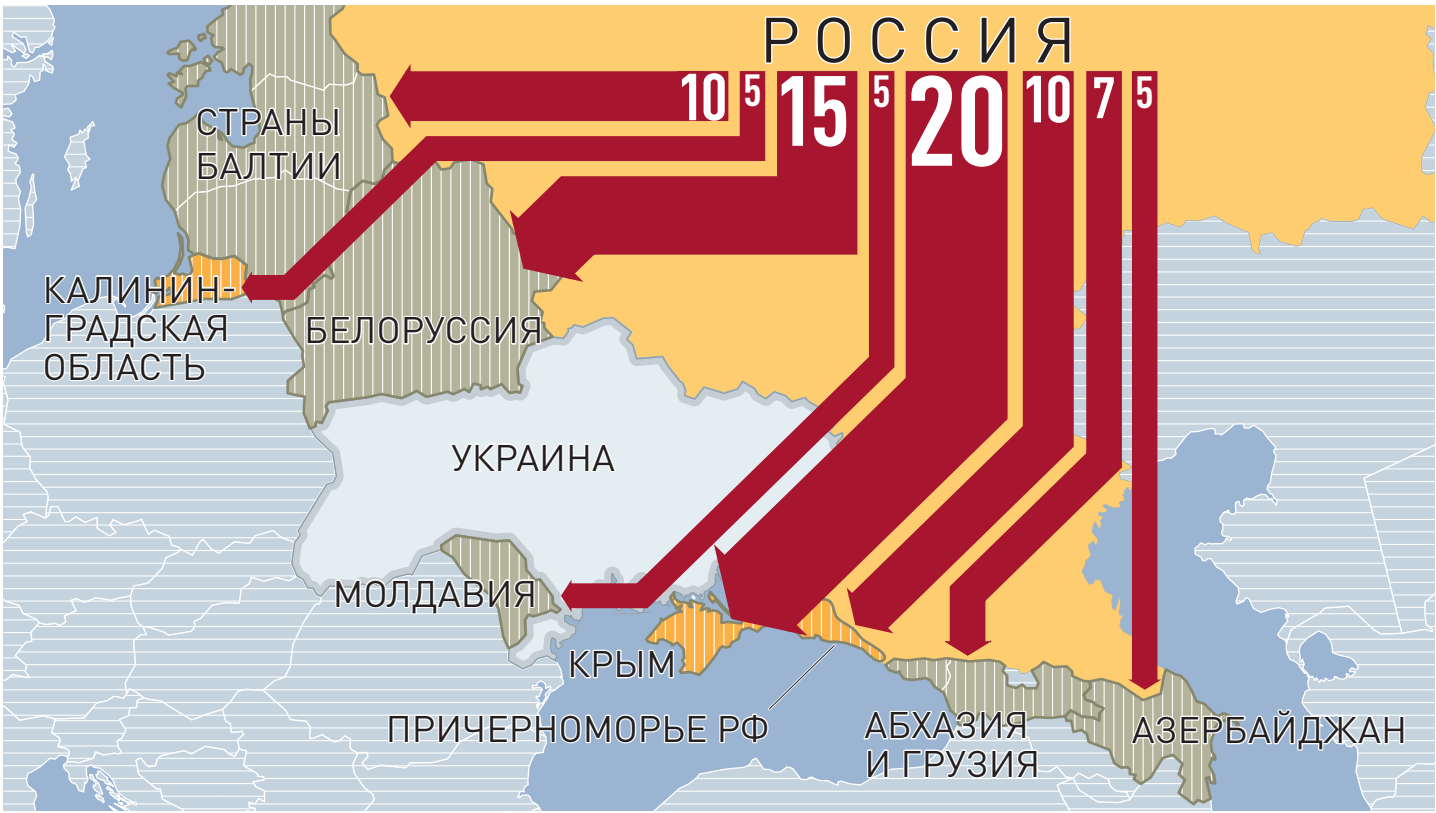 РОССИЯ
10 5 15 5 20 10 7 5
СТРАНЫ
БАЛТИИ
КАЛИНИН-
ГРАДСКАЯ
ОБЛАСТЬ
БЕЛОРУССИЯ
УКРАИНА
МОЛДАВИЯ
КРЫМ
ПРИЧЕРНОМОРЬЕ РФ
АБХАЗИЯ
И ГРУЗИЯ
АЗЕРБАЙДЖАН